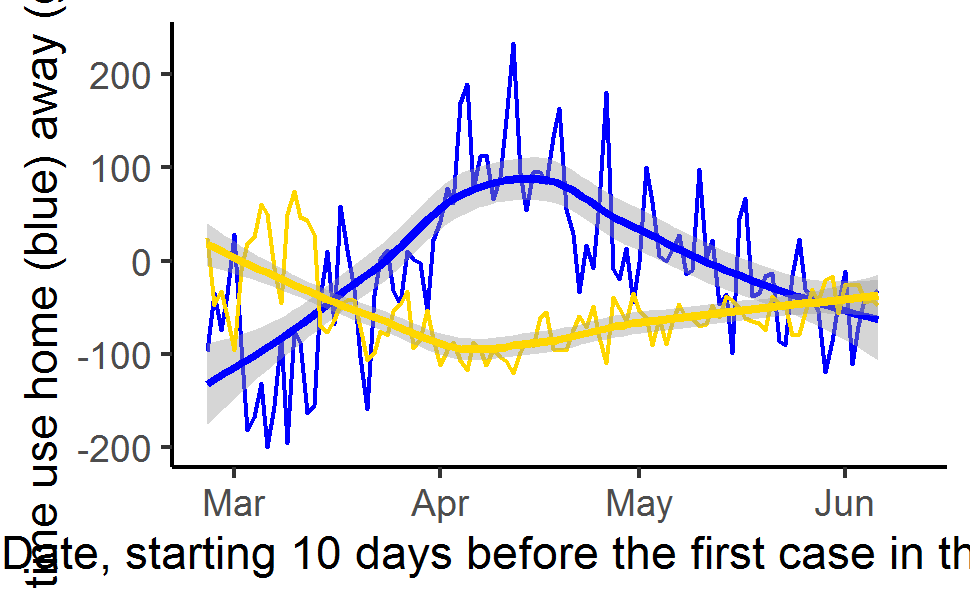 time use home (blue) away (g
200
100
0
-100
-200
Mar
Apr
May
Jun
Date, starting 10 days before the first case in th